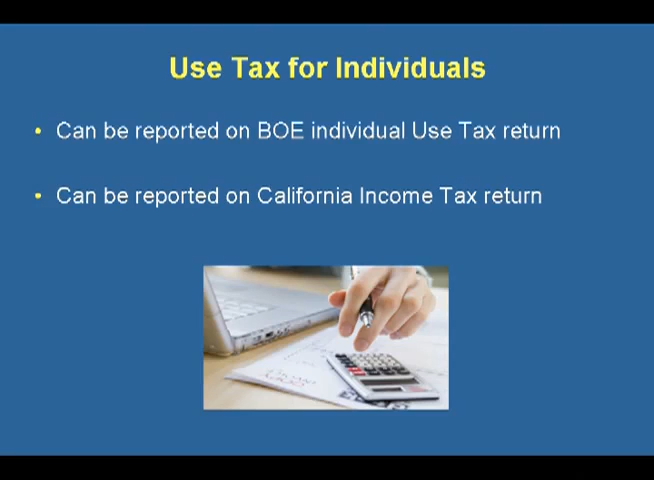 Use Tax for Individuals
• Can be reported on BOE individual Use Tax return
• Can be reported on California Income Tax return